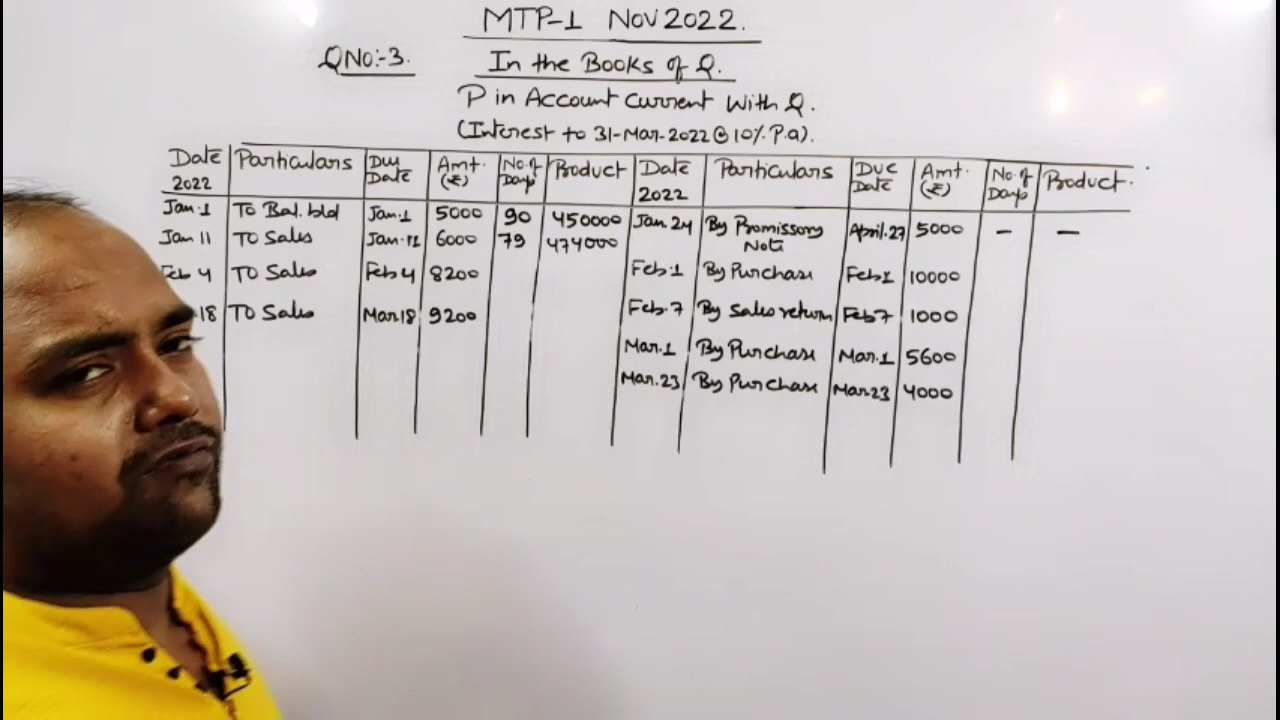 MTP-1 NOV 2022.
QNO:-3. In the Books of Q.
P in Account Current With Q.
(Interest to 31-Mar-2022 @ 10% P.a).
Date 2022 Particulars Due Date Amt. (₹) No. of Days Product Date 2022 Particulars Due Date Amt. (₹) No. of Days Product.
Jan.1 To Bal. b/d Jan.1 5000 90 450000 Jan.24 By Promissory Note April.27 5000 - -
Jan 11 To Sales Jan.11 6000 79 474000
Feb 4 To Sales Feb 4 8200 Feb.1 By Purchase Feb.1 10000
18 To Sales Mar.18 9200 Feb.7 By Sales return Feb 7 1000
Mar.1 By Purchase Mar.1 5600
Mar.23 By Purchase Mar 23 4000